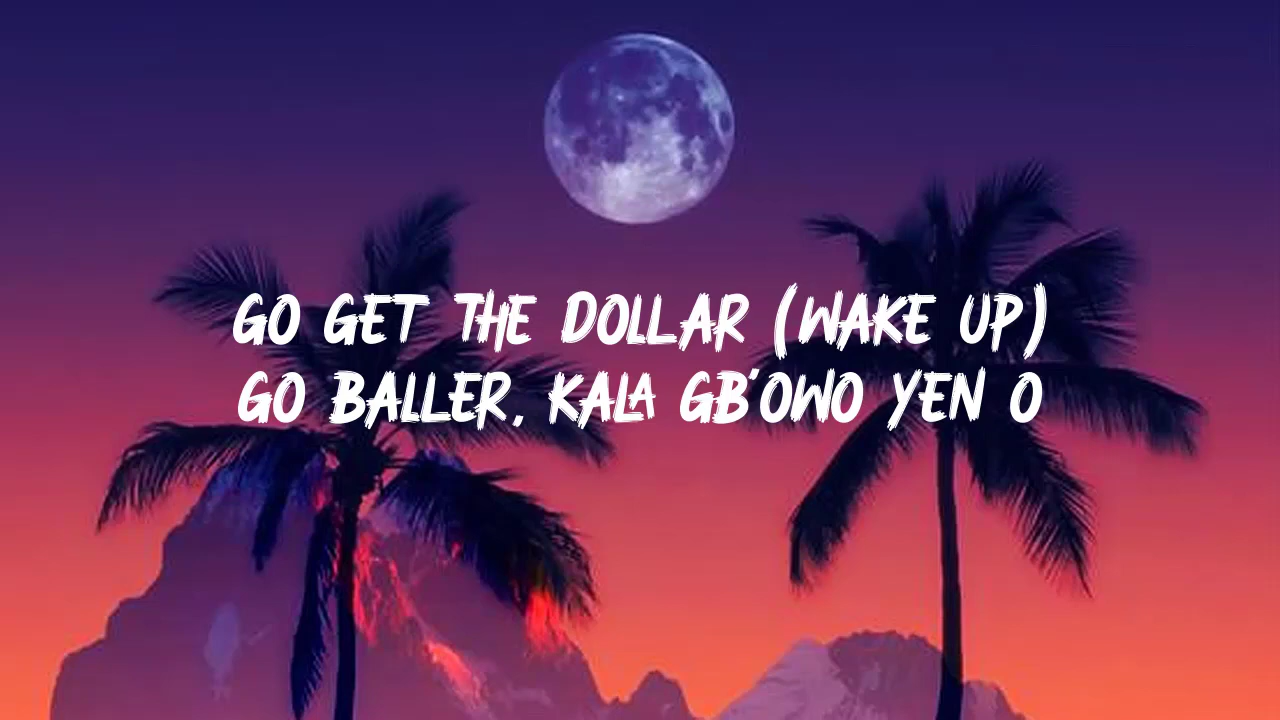 GO GET THE DOLLAR (WAKE UP)
GO BALLER, KALA GB'OWO YEN O